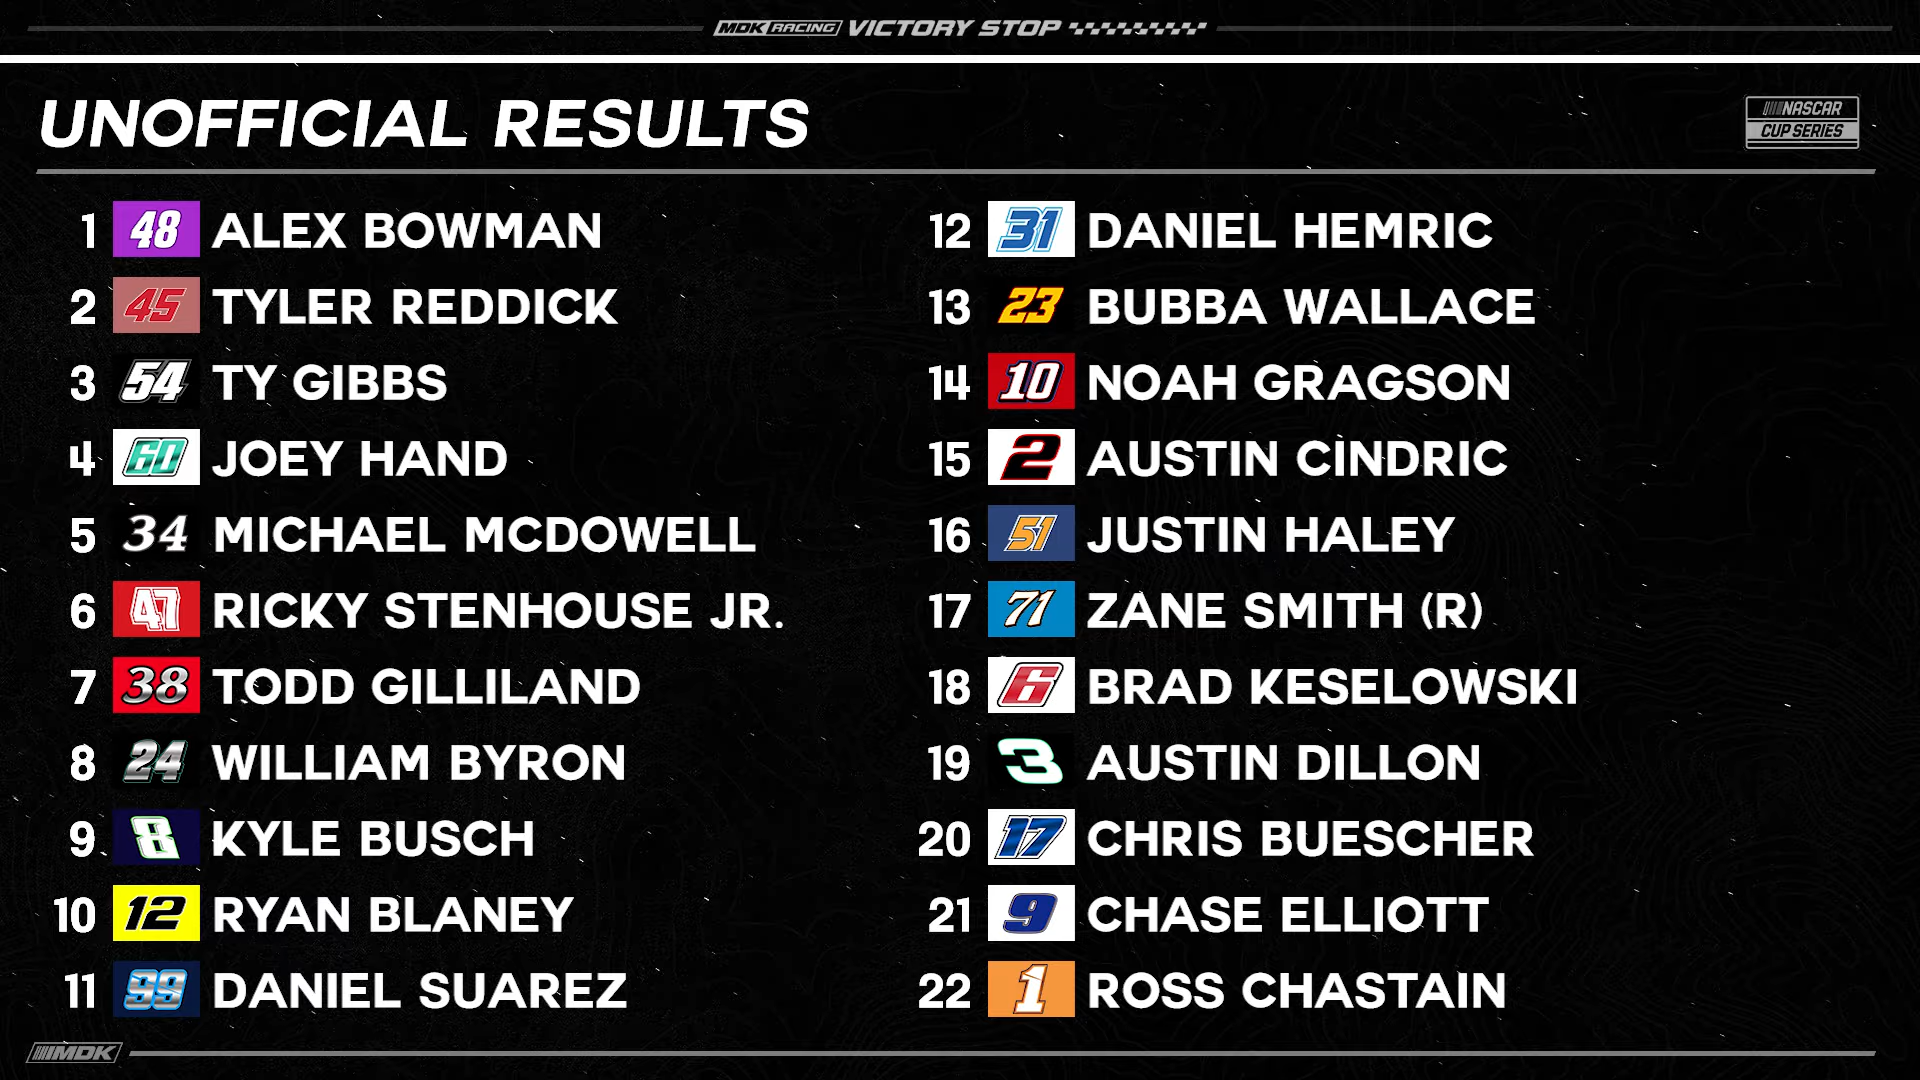 MDK RACING VICTORY STOP
UNOFFICIAL RESULTS
NASCAR
CUP SERIES
1 48 ALEX BOWMAN
2 45 TYLER REDDICK
3 54 TY GIBBS
4 60 JOEY HAND
5 34 MICHAEL MCDOWELL
6 47 RICKY STENHOUSE JR.
7 38 TODD GILLILAND
8 24 WILLIAM BYRON
9 8 KYLE BUSCH
10 12 RYAN BLANEY
11 99 DANIEL SUAREZ
12 31 DANIEL HEMRIC
13 23 BUBBA WALLACE
14 10 NOAH GRAGSON
15 2 AUSTIN CINDRIC
16 51 JUSTIN HALEY
17 71 ZANE SMITH (R)
18 6 BRAD KESELOWSKI
19 3 AUSTIN DILLON
20 17 CHRIS BUESCHER
21 9 CHASE ELLIOTT
22 1 ROSS CHASTAIN
MDK